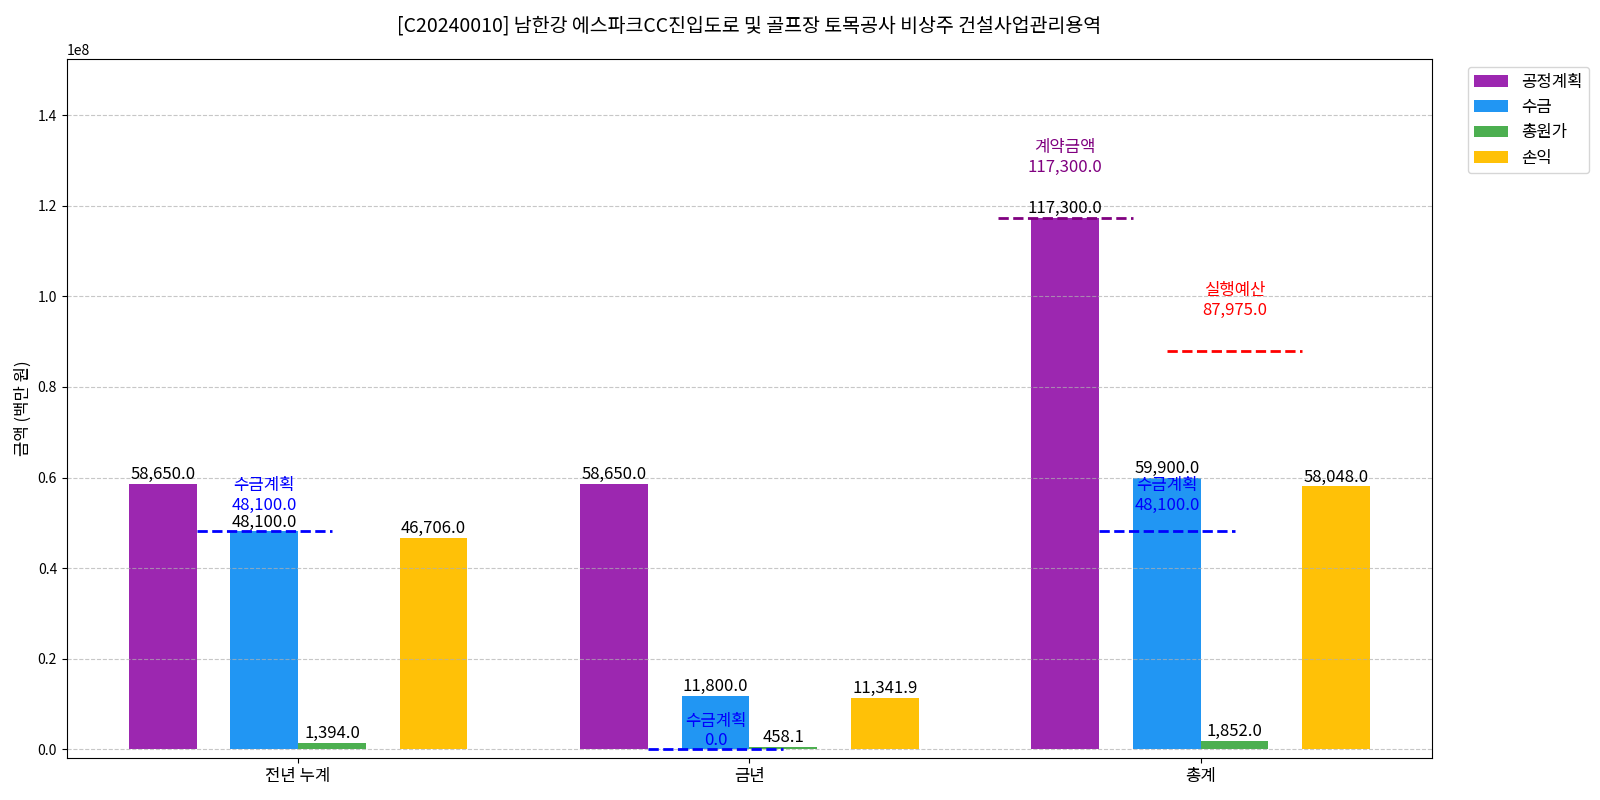 [C20240010] 남한강 에스파크CC진입도로 및 골프장 토목공사 비상주 건설사업관리용역
1e8
공정계획
수금
총원가
손익
금액 (백만 원)
1.4
1.2
1.0
0.8
0.6
0.4
0.2
0.0
58,650.0
수금계획
48,100.0
48,100.0
1,394.0
46,706.0
58,650.0
11,800.0
수금계획
0.0
458.1
11,341.9
계약금액
117,300.0
117,300.0
실행예산
87,975.0
59,900.0
수금계획
48,100.0
1,852.0
58,048.0
전년 누계
금년
총계